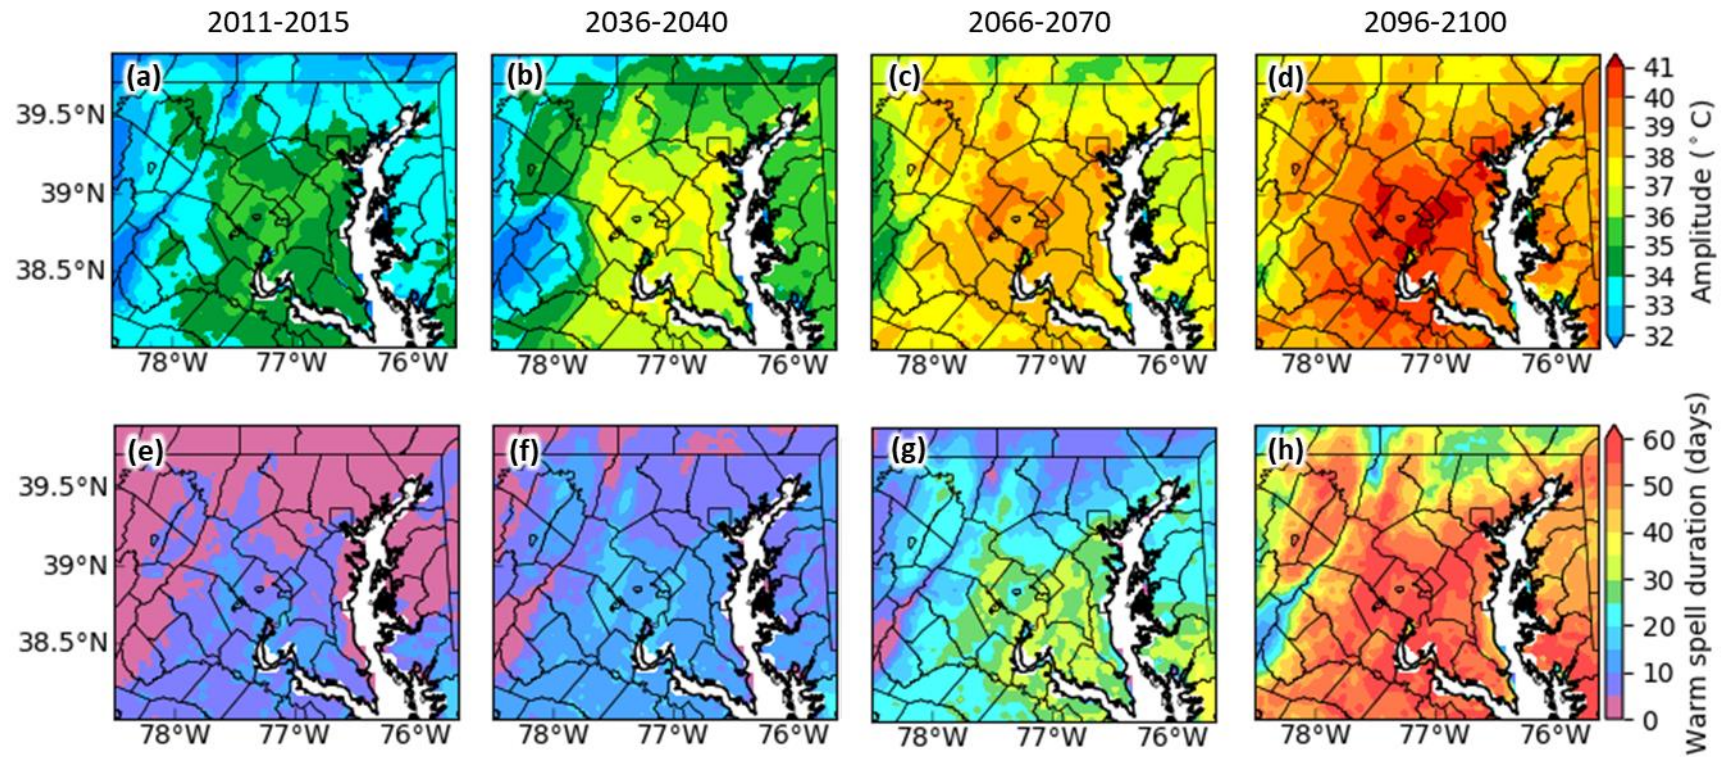 2011-2015 2036-2040 2066-2070 2096-2100
(a) (b) (c) (d)
39.5°N
39°N
38.5°N
78°W 77°W 76°W 78°W 77°W 76°W 78°W 77°W 76°W 78°W 77°W 76°W
41
40
39
38
37
36
35
34
33
32
Amplitude (°C)
(e) (f) (g) (h)
39.5°N
39°N
38.5°N
78°W 77°W 76°W 78°W 77°W 76°W 78°W 77°W 76°W 78°W 77°W 76°W
60
50
40
30
20
10
0
Warm spell duration (days)